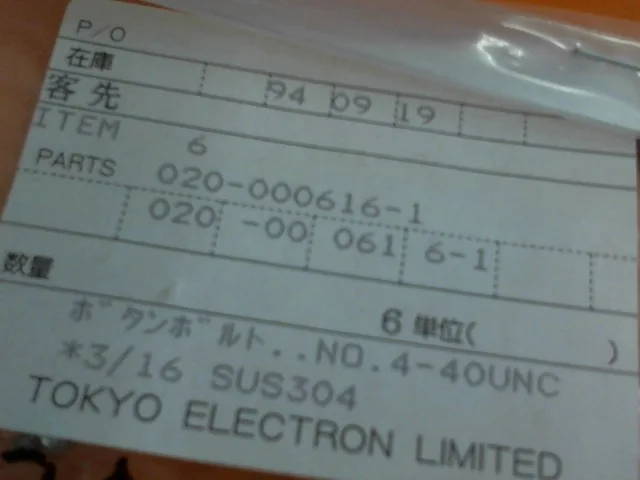 P/O
在庫 94 09 19
客先
ITEM 6
PARTS 020-000616-1
020 -00 061 6-1
数量 6 単位( )
ボタンボルト..NO.4-40UNC
*3/16 SUS304
TOKYO ELECTRON LIMITED